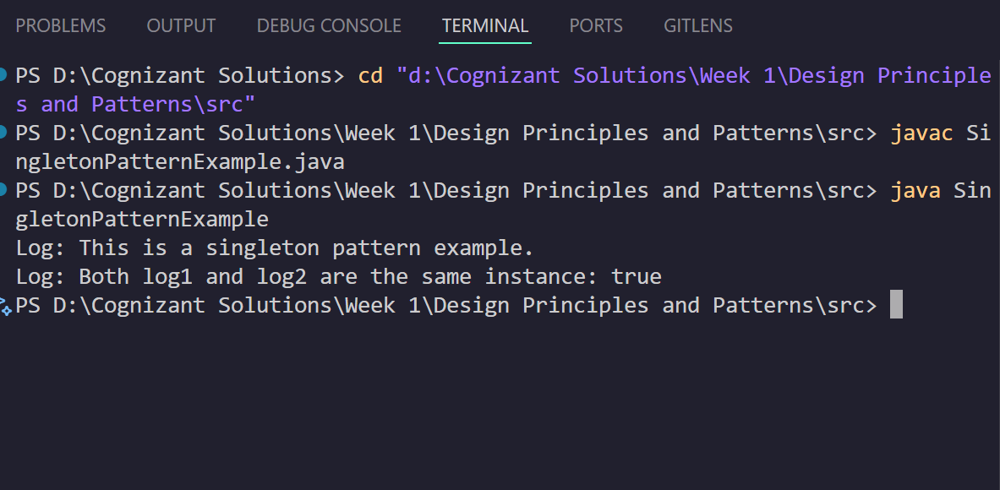 PROBLEMS OUTPUT DEBUG CONSOLE TERMINAL PORTS GITLENS
PS D:\Cognizant Solutions> cd "d:\Cognizant Solutions\Week 1\Design Principle
s and Patterns\src"
PS D:\Cognizant Solutions\Week 1\Design Principles and Patterns\src> javac Si
ngletonPatternExample.java
PS D:\Cognizant Solutions\Week 1\Design Principles and Patterns\src> java Sin
gletonPatternExample
Log: This is a singleton pattern example.
Log: Both log1 and log2 are the same instance: true
PS D:\Cognizant Solutions\Week 1\Design Principles and Patterns\src>